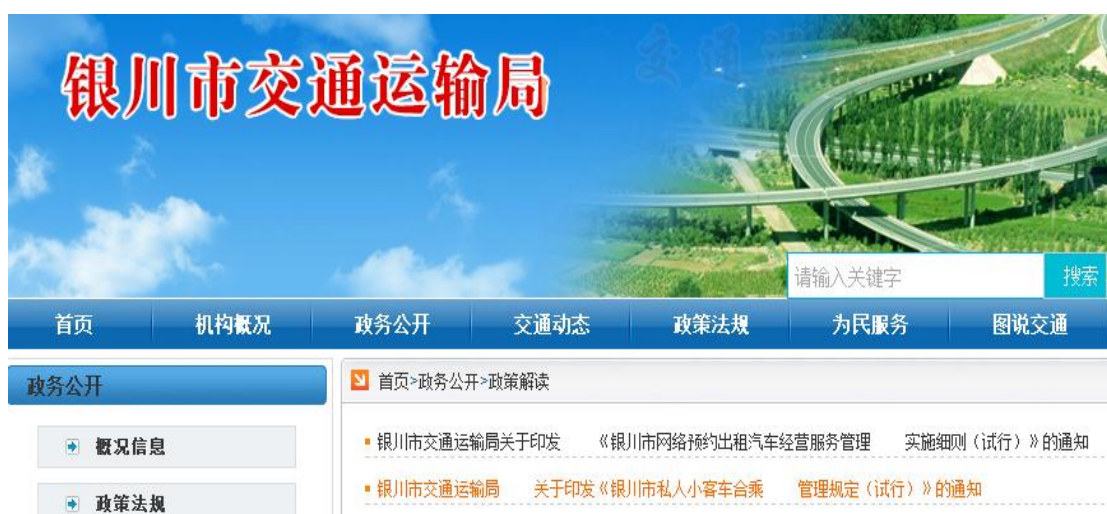 银川市交通运输局
请输入关键字 搜索
首页 机构概况 政务公开 交通动态 政策法规 为民服务 图说交通
政务公开
首页>政务公开>政策解读
概况信息
政策法规
银川市交通运输局关于印发 《银川市网络预约出租汽车经营服务管理 实施细则（试行）》的通知
银川市交通运输局 关于印发《银川市私人小客车合乘 管理规定（试行）》的通知